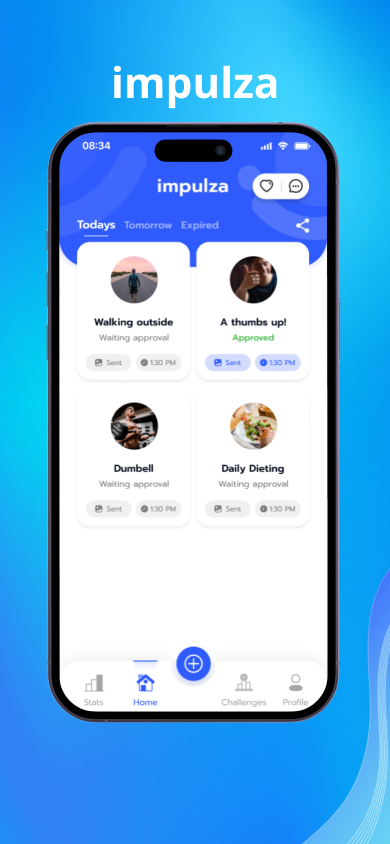 impulza
08:34
impulza
Todays Tomorrow Expired
Walking outside
Waiting approval
Sent 1:30 PM
A thumbs up!
Approved
Sent 1:30 PM
Dumbell
Waiting approval
Sent 1:30 PM
Daily Dieting
Waiting approval
Sent 1:30 PM
Stats Home Challenges Profile